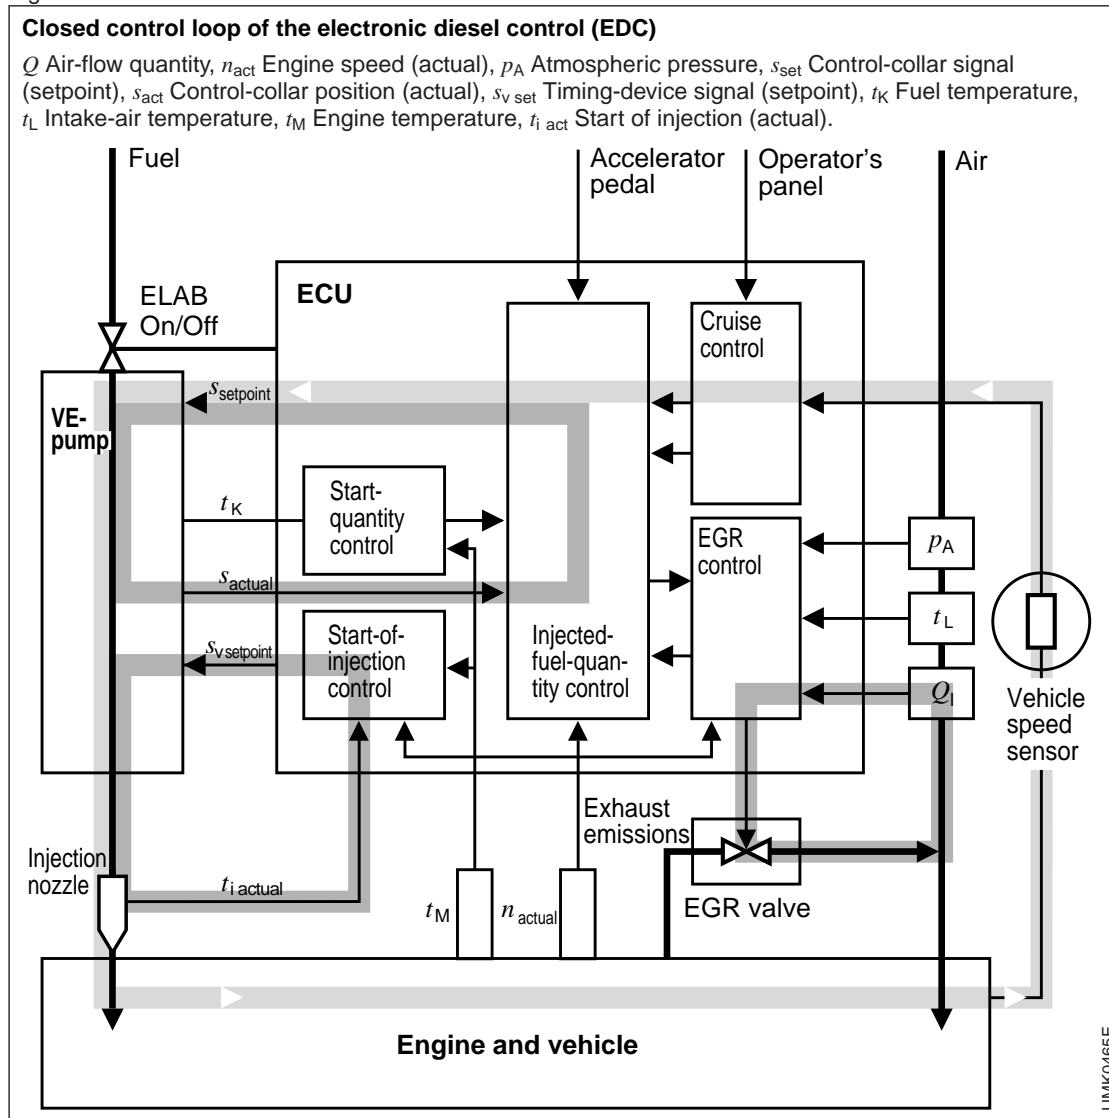 Closed control loop of the electronic diesel control (EDC)
Q Air-flow quantity, nact Engine speed (actual), pA Atmospheric pressure, sset Control-collar signal
(setpoint), sact Control-collar position (actual), sv set Timing-device signal (setpoint), tK Fuel temperature,
tL Intake-air temperature, tM Engine temperature, ti act Start of injection (actual).
Fuel
Accelerator
pedal
Operator's
panel
Air
ELAB
On/Off
ECU
Cruise
control
VE-
pump
ssetpoint
tK
Start-
quantity
control
EGR
control
pA
sactual
tL
Start-of-
injection
control
Injected-
fuel-quan-
tity control
sv setpoint
QI
Vehicle
speed
sensor
Exhaust
emissions
Injection
nozzle
ti actual
tM
nactual
EGR valve
Engine and vehicle
UMK0465E